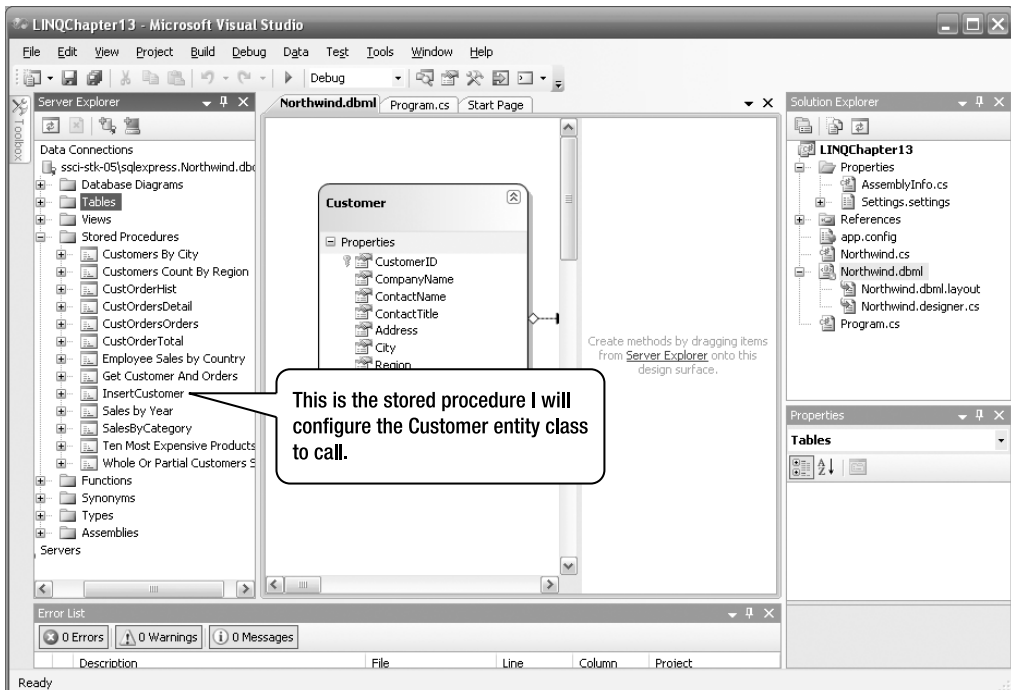 LINQChapter13 - Microsoft Visual Studio
File Edit View Project Build Debug Data Test Tools Window Help
Debug
Toolbox
Server Explorer
Data Connections
ssci-stk-05\sqlexpress.Northwind.dbo
Database Diagrams
Tables
Views
Stored Procedures
Customers By City
Customers Count By Region
CustOrderHist
CustOrdersDetail
CustOrdersOrders
CustOrderTotal
Employee Sales by Country
Get Customer And Orders
InsertCustomer
Sales by Year
SalesByCategory
Ten Most Expensive Products
Whole Or Partial Customers S
Functions
Synonyms
Types
Assemblies
Servers
Northwind.dbml Program.cs Start Page
Customer
Properties
CustomerID
CompanyName
ContactName
ContactTitle
Address
City
Region
This is the stored procedure I will
configure the Customer entity class
to call.
Create methods by dragging items
from Server Explorer onto this
design surface.
Solution Explorer
LINQChapter13
Properties
AssemblyInfo.cs
Settings.settings
References
app.config
Northwind.cs
Northwind.dbml
Northwind.dbml.layout
Northwind.designer.cs
Program.cs
Properties
Tables
Error List
0 Errors 0 Warnings 0 Messages
Description File Line Column Project
Ready